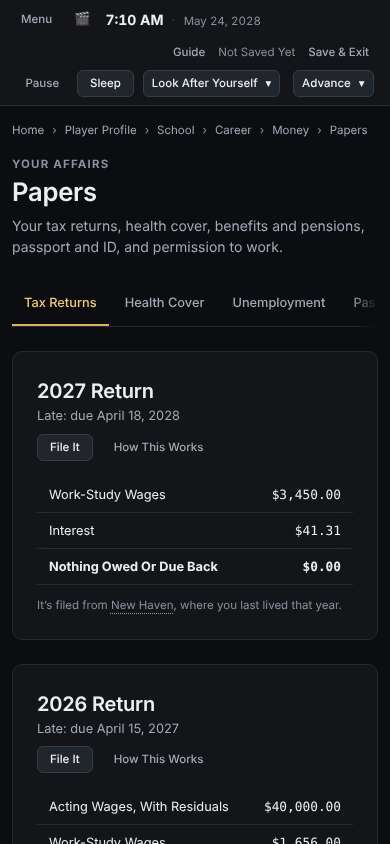 Menu 🎬 7:10 AM · May 24, 2028
Guide Not Saved Yet Save & Exit
Pause Sleep Look After Yourself ▾ Advance ▾
Home › Player Profile › School › Career › Money › Papers
YOUR AFFAIRS
Papers
Your tax returns, health cover, benefits and pensions,
passport and ID, and permission to work.
Tax Returns Health Cover Unemployment Pas
2027 Return
Late: due April 18, 2028
File It How This Works
Work-Study Wages $3,450.00
Interest $41.31
Nothing Owed Or Due Back $0.00
It's filed from New Haven, where you last lived that year.
2026 Return
Late: due April 15, 2027
File It How This Works
Acting Wages, With Residuals $40,000.00
Work-Study Wages $1,656.00